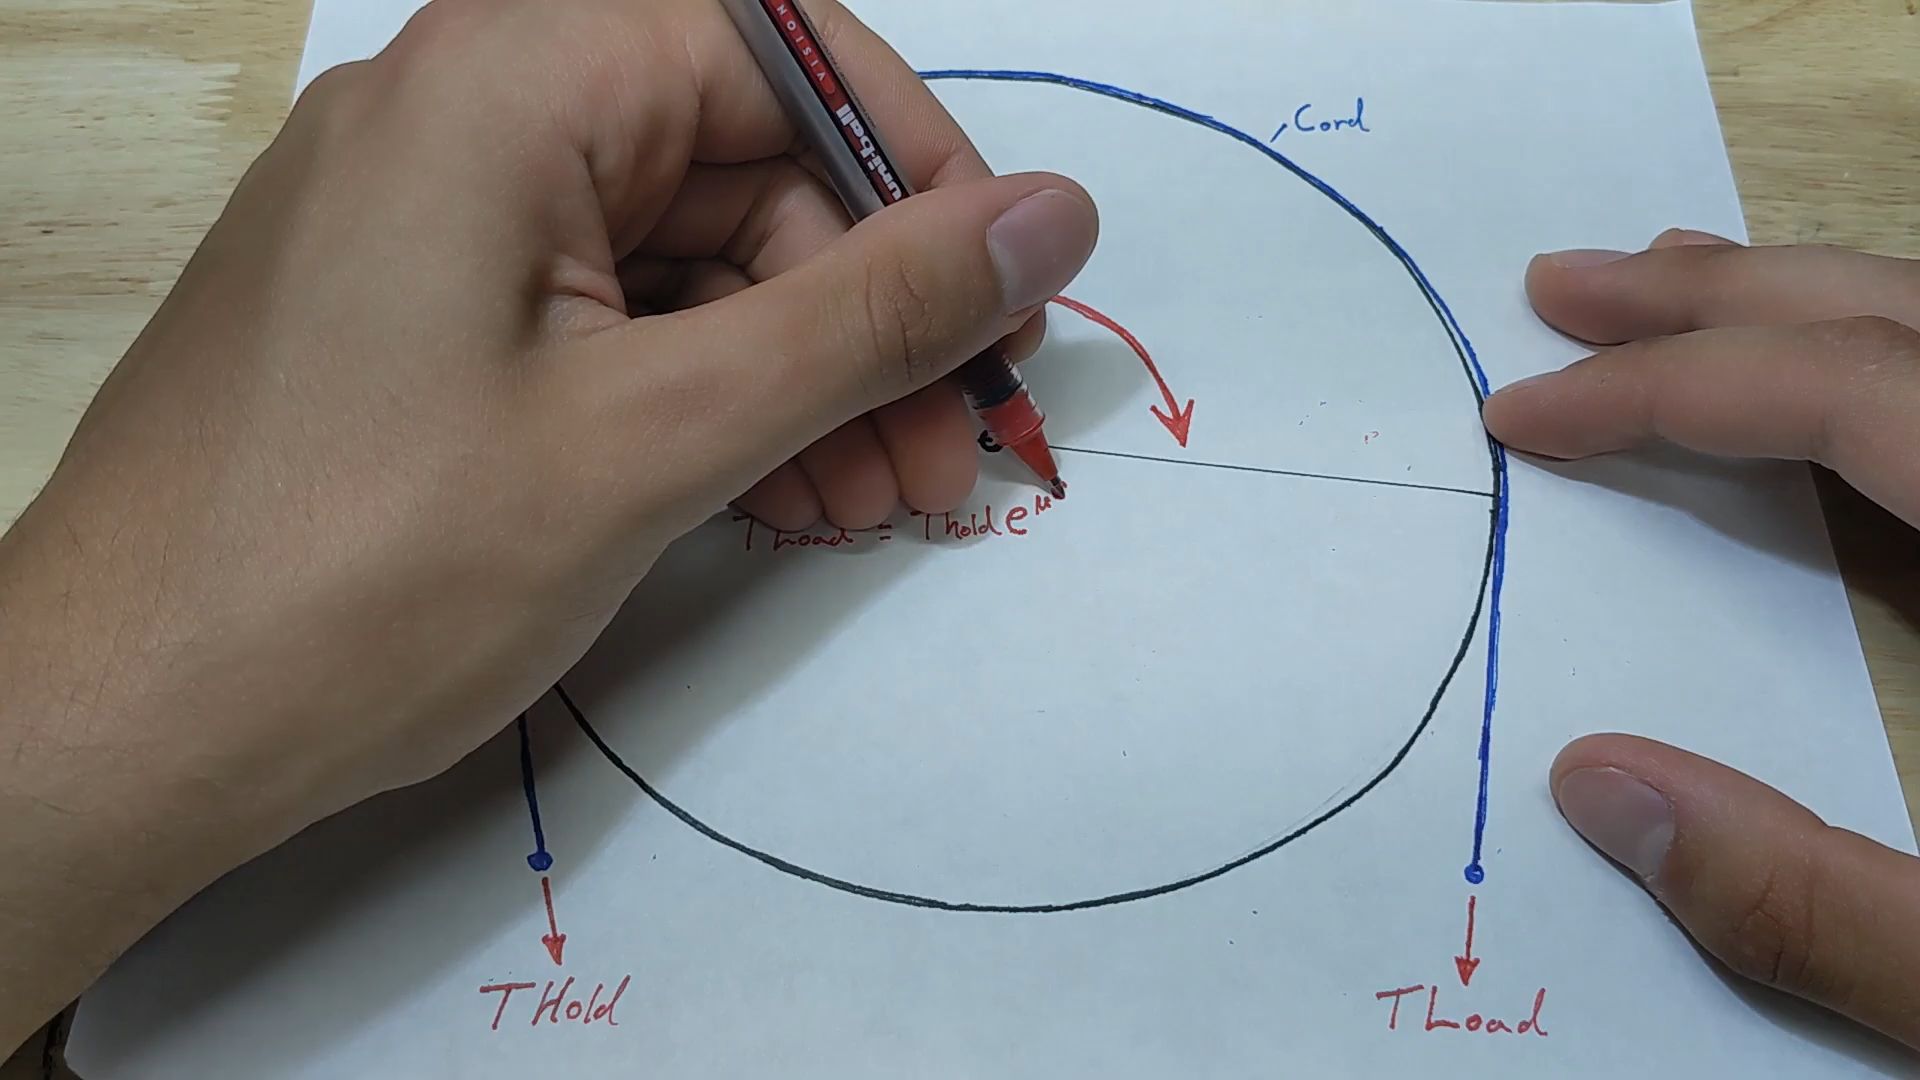 VISION
uni-ball
Cord
TLoad = Thold e^μ
THold
TLoad